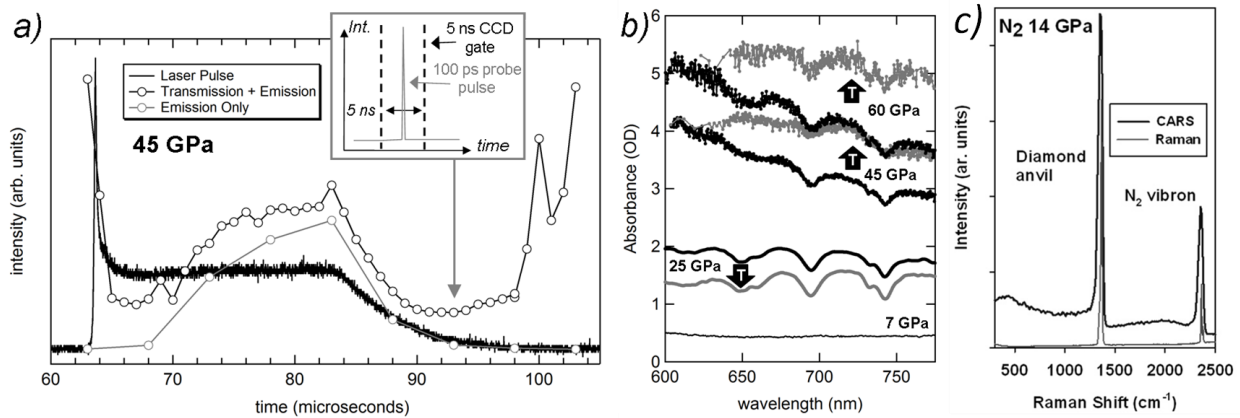 a)
Int.
5 ns CCD
gate
100 ps probe
pulse
5 ns
time
Laser Pulse
Transmission + Emission
Emission Only
45 GPa
intensity (arb. units)
60
70
80
90
100
time (microseconds)
b)
6
5
4
3
2
1
0
Absorbance (OD)
T
60 GPa
T
45 GPa
25 GPa
T
7 GPa
600
650
700
750
wavelength (nm)
c)
N2 14 GPa
CARS
Raman
Diamond
anvil
N2 vibron
Intensity (ar. units)
500
1000
1500
2000
2500
Raman Shift (cm-1)